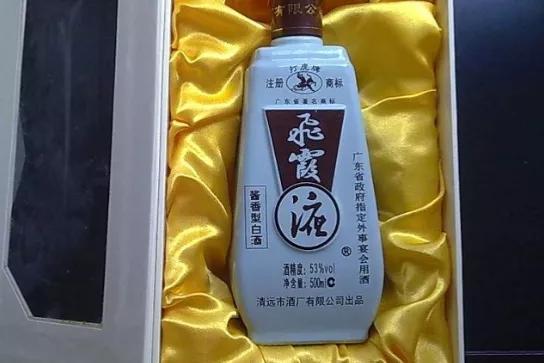 有限公
打虎牌
注册 商标
广东省著名商标
飞霞
液
®
酱香型白酒
广东省政府指定外事宴会用酒
酒精度：53%vol
净含量：500ml
清远市酒厂有限公司出品